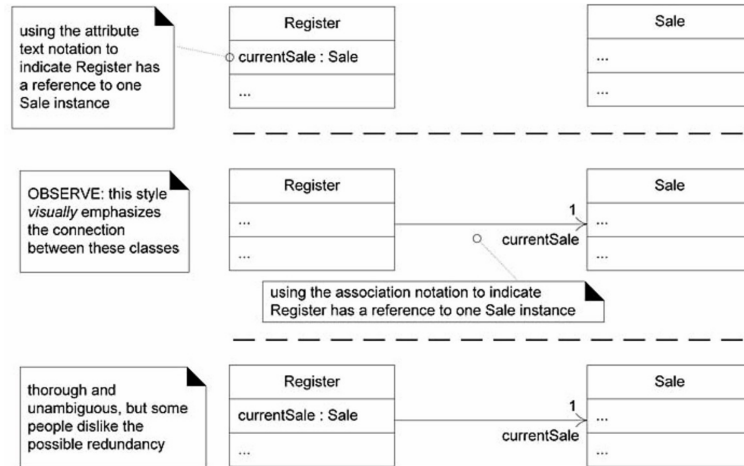 using the attribute
text notation to
indicate Register has
a reference to one
Sale instance
Register
currentSale : Sale
...
Sale
...
...
OBSERVE: this style
visually emphasizes
the connection
between these classes
Register
...
...
1
currentSale
Sale
...
...
using the association notation to indicate
Register has a reference to one Sale instance
thorough and
unambiguous, but some
people dislike the
possible redundancy
Register
currentSale : Sale
...
1
currentSale
Sale
...
...